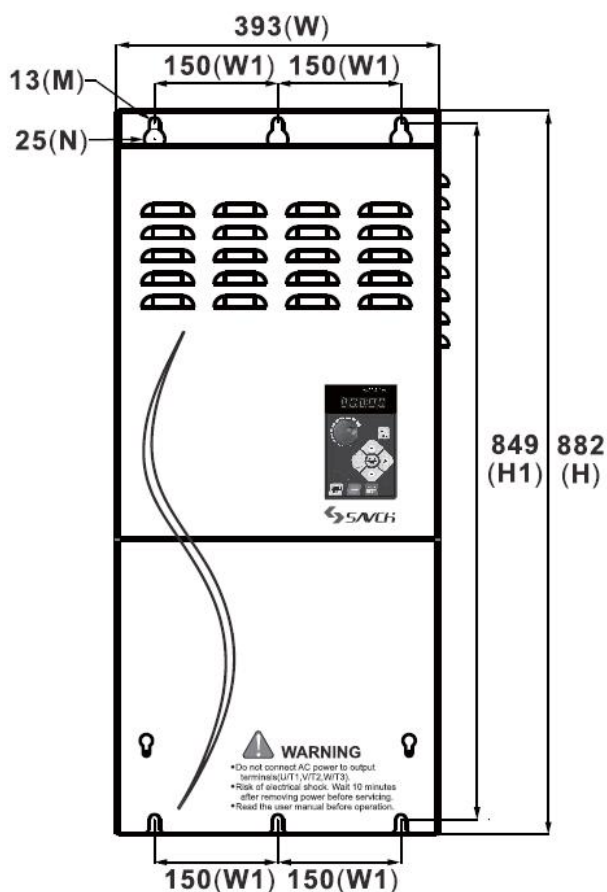 393(W)
150(W1) 150(W1)
13(M)
25(N)
849
(H1)
882
(H)
SAVCH
WARNING
•Do not connect AC power to output
terminals(U/T1,V/T2,W/T3).
•Risk of electrical shock. Wait 10 minutes
after removing power before servicing.
•Read the user manual before operation.
150(W1) 150(W1)